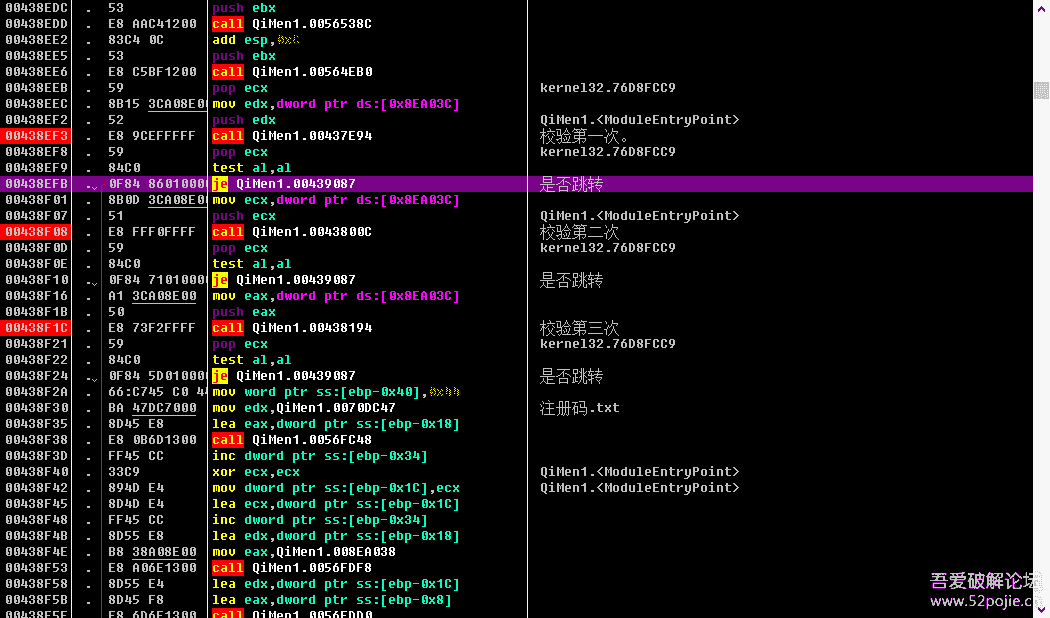 00438EDC . 53 push ebx
00438EDD . E8 AAC41200 call QiMen1.0056538C
00438EE2 . 83C4 0C add esp,0xC
00438EE5 . 53 push ebx
00438EE6 . E8 C5BF1200 call QiMen1.00564EB0
00438EEB . 59 pop ecx kernel32.76D8FCC9
00438EEC . 8B15 3CA08E0 mov edx,dword ptr ds:[0x8EA03C]
00438EF2 . 52 push edx QiMen1.<ModuleEntryPoint>
00438EF3 . E8 9CEFFFFF call QiMen1.00437E94 校验第一次。
00438EF8 . 59 pop ecx kernel32.76D8FCC9
00438EF9 . 84C0 test al,al
00438EFB . 0F84 8601000 je QiMen1.00439087 是否跳转
00438F01 . 8B0D 3CA08E0 mov ecx,dword ptr ds:[0x8EA03C]
00438F07 . 51 push ecx QiMen1.<ModuleEntryPoint>
00438F08 . E8 FFF0FFFF call QiMen1.0043800C 校验第二次
00438F0D . 59 pop ecx kernel32.76D8FCC9
00438F0E . 84C0 test al,al
00438F10 . 0F84 7101000 je QiMen1.00439087 是否跳转
00438F16 . A1 3CA08E00 mov eax,dword ptr ds:[0x8EA03C]
00438F1B . 50 push eax
00438F1C . E8 73F2FFFF call QiMen1.00438194 校验第三次
00438F21 . 59 pop ecx kernel32.76D8FCC9
00438F22 . 84C0 test al,al
00438F24 . 0F84 5D01000 je QiMen1.00439087 是否跳转
00438F2A . 66:C745 C0 44 mov word ptr ss:[ebp-0x40],0x44
00438F30 . BA 47DC7000 mov edx,QiMen1.0070DC47 注册码.txt
00438F35 . 8D45 E8 lea eax,dword ptr ss:[ebp-0x18]
00438F38 . E8 0B6D1300 call QiMen1.0056FC48
00438F3D . FF45 CC inc dword ptr ss:[ebp-0x34]
00438F40 . 33C9 xor ecx,ecx QiMen1.<ModuleEntryPoint>
00438F42 . 894D E4 mov dword ptr ss:[ebp-0x1C],ecx QiMen1.<ModuleEntryPoint>
00438F45 . 8D4D E4 lea ecx,dword ptr ss:[ebp-0x1C]
00438F48 . FF45 CC inc dword ptr ss:[ebp-0x34]
00438F4B . 8D55 E8 lea edx,dword ptr ss:[ebp-0x18]
00438F4E . B8 38A08E00 mov eax,QiMen1.008EA038
00438F53 . E8 A06E1300 call QiMen1.0056FDF8
00438F58 . 8D55 E4 lea edx,dword ptr ss:[ebp-0x1C]
00438F5B . 8D45 F8 lea eax,dword ptr ss:[ebp-0x8]
00438F5E . E8 6D6E1300 call QiMen1.0056FDD0
吾爱破解论坛
www.52pojie.cn